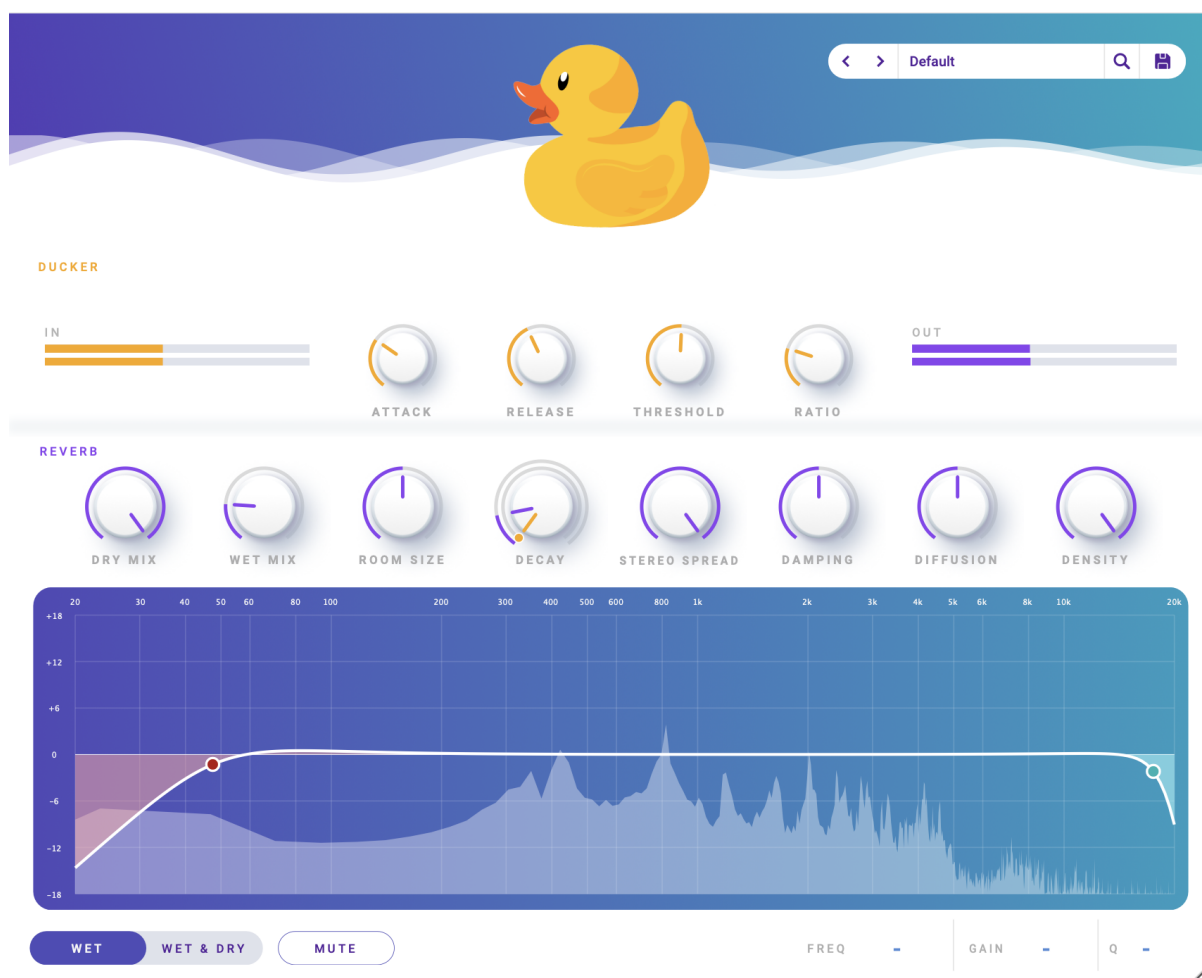 Default
DUCKER
IN
OUT
ATTACK RELEASE THRESHOLD RATIO
REVERB
DRY MIX WET MIX ROOM SIZE DECAY STEREO SPREAD DAMPING DIFFUSION DENSITY
20 30 40 50 60 80 100 200 300 400 500 600 800 1k 2k 3k 4k 5k 6k 8k 10k 20k
+18
+12
+6
0
-6
-12
-18
WET WET & DRY MUTE FREQ - GAIN - Q -